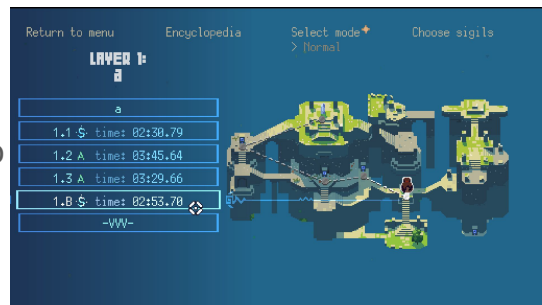 Return to menu
Encyclopedia
Select mode
Choose sigils
> Normal
LAYER 1:
a
a
1.1 S time: 02:30.79
1.2 A time: 03:45.64
1.3 A time: 03:29.66
1.B S time: 02:53.70
-VVV-